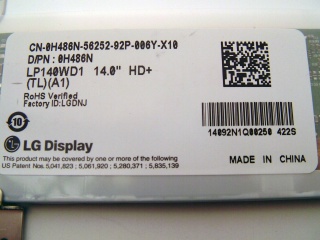 CN-0H486N-56252-92P-006Y-X10
D/PN : 0H486N
LP140WD1 14.0" HD+
(TL)(A1)
RoHS Verified
Factory ID:LGDNJ
10
14092N1Q00250 422S
LG Display
MADE IN CHINA
This Product may be covered by one or more of the following
US Patent Nos. 5,041,823 ; 5,061,920 ; 5,280,371 ; 5,835,139